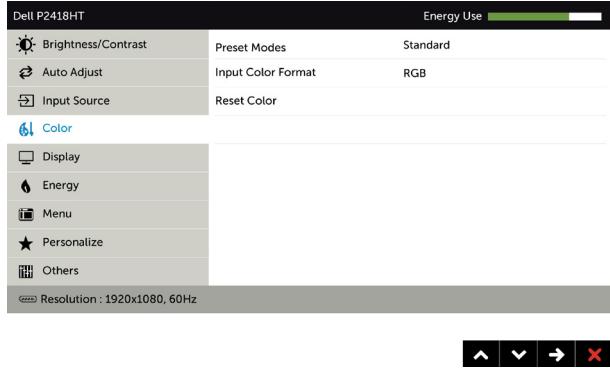 Dell P2418HT Energy Use
Brightness/Contrast
Preset Modes Standard
Auto Adjust
Input Color Format RGB
Input Source
Reset Color
Color
Display
Energy
Menu
Personalize
Others
Resolution : 1920x1080, 60Hz